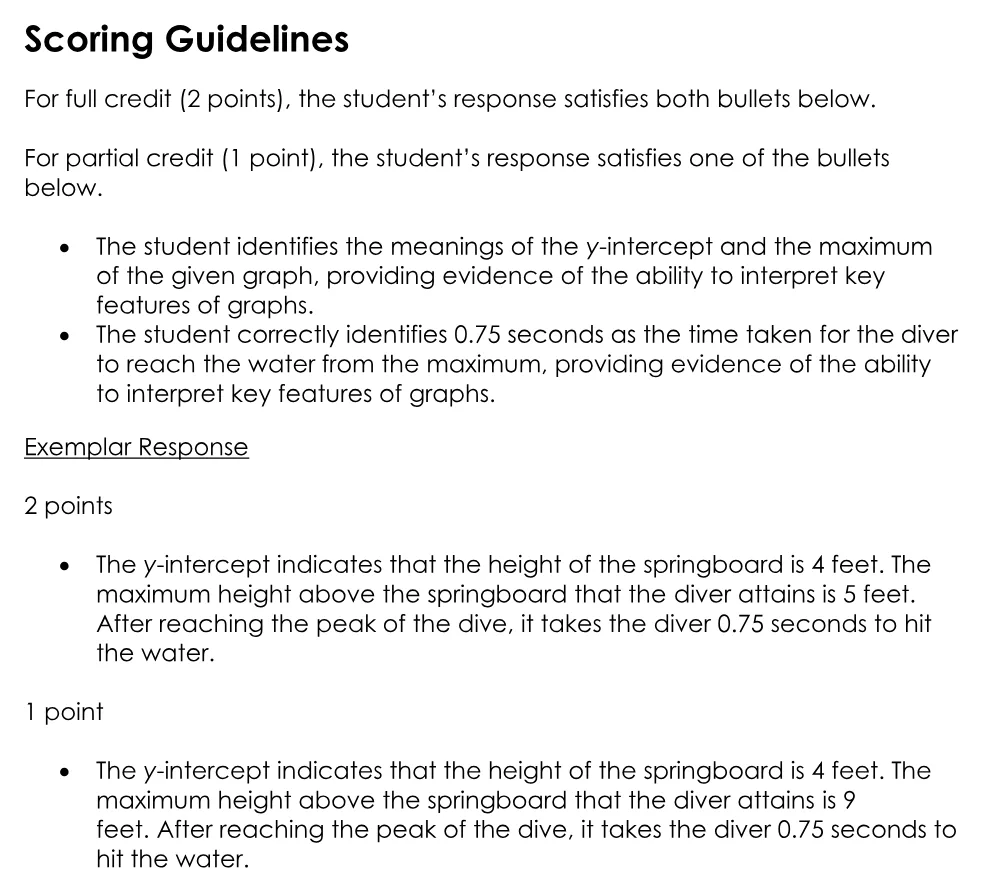 Scoring Guidelines
For full credit (2 points), the student’s response satisfies both bullets below.
For partial credit (1 point), the student’s response satisfies one of the bullets
below.
• The student identifies the meanings of the y-intercept and the maximum
of the given graph, providing evidence of the ability to interpret key
features of graphs.
• The student correctly identifies 0.75 seconds as the time taken for the diver
to reach the water from the maximum, providing evidence of the ability
to interpret key features of graphs.
Exemplar Response
2 points
• The y-intercept indicates that the height of the springboard is 4 feet. The
maximum height above the springboard that the diver attains is 5 feet.
After reaching the peak of the dive, it takes the diver 0.75 seconds to hit
the water.
1 point
• The y-intercept indicates that the height of the springboard is 4 feet. The
maximum height above the springboard that the diver attains is 9
feet. After reaching the peak of the dive, it takes the diver 0.75 seconds to
hit the water.